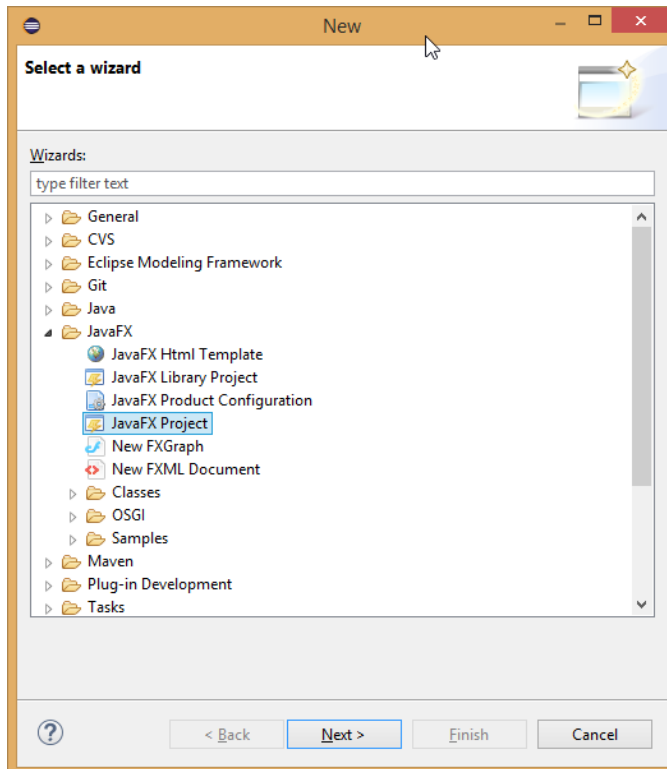 New
Select a wizard
Wizards:
type filter text
General
CVS
Eclipse Modeling Framework
Git
Java
JavaFX
JavaFX Html Template
JavaFX Library Project
JavaFX Product Configuration
JavaFX Project
New FXGraph
New FXML Document
Classes
OSGI
Samples
Maven
Plug-in Development
Tasks
? < Back Next > Finish Cancel